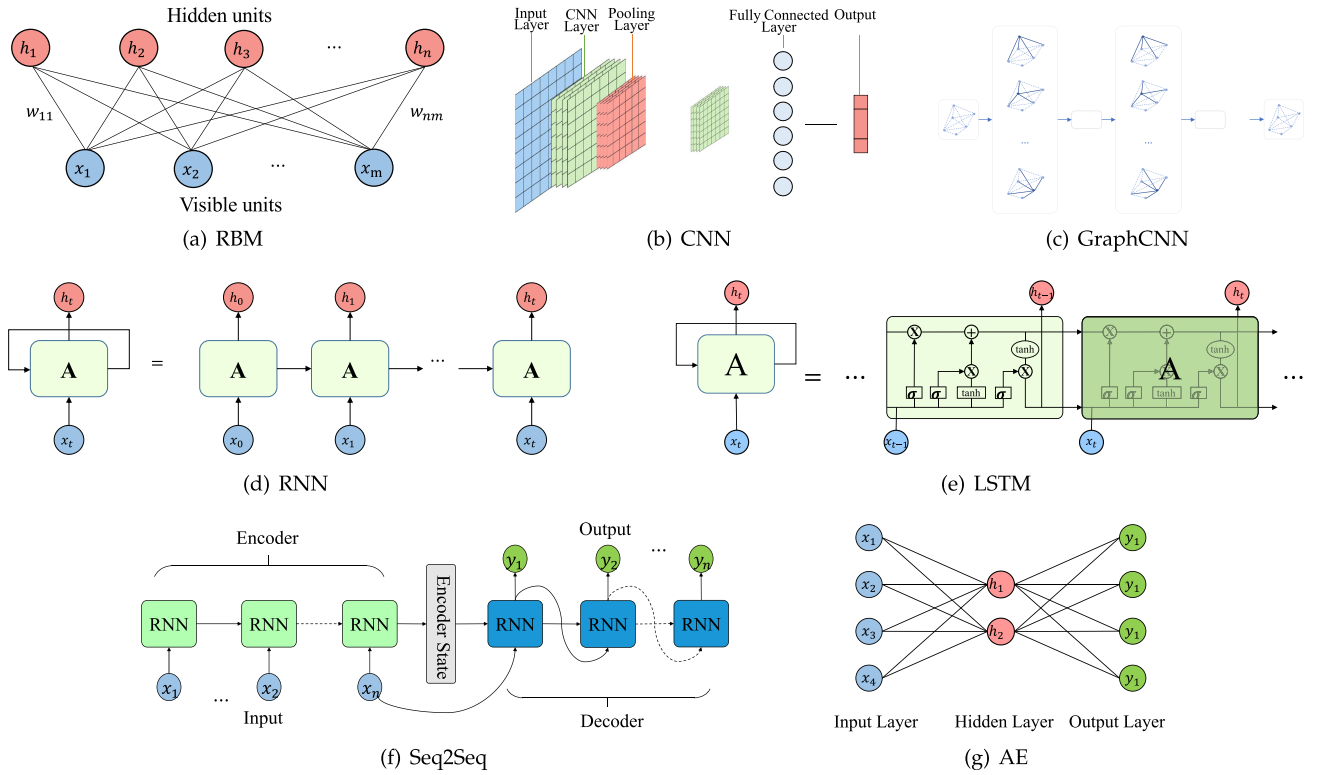 Hidden units
h₁ h₂ h₃ ... hₙ
w₁₁ wₙₘ
x₁ x₂ ... xₘ
Visible units
(a) RBM
Input Layer
CNN Layer
Pooling Layer
Fully Connected Layer
Output
(b) CNN
...
...
(c) GraphCNN
hₜ
A
xₜ
=
h₀ h₁ hₜ
A A ... A
x₀ x₁ xₜ
(d) RNN
hₜ
A
xₜ
=
hₜ₋₁ hₜ
X + X +
tanh tanh
X X X X
... A ...
σ σ tanh σ σ σ tanh σ
xₜ₋₁ xₜ
(e) LSTM
Encoder
RNN RNN RNN
x₁ ... x₂ xₙ
Input
Encoder State
Output
y₁ y₂ ... yₙ
RNN RNN RNN
Decoder
(f) Seq2Seq
x₁ y₁
h₁
x₂ y₁
h₂
x₃ y₁
x₄ y₁
Input Layer Hidden Layer Output Layer
(g) AE